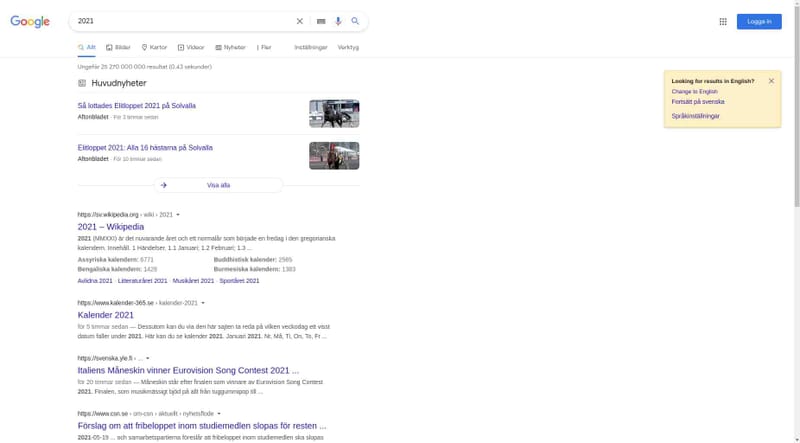 Google
2021
Logga in
Allt Bilder Kartor Videor Nyheter Fler Inställningar Verktyg
Ungefär 25 270 000 000 resultat (0,43 sekunder)
Looking for results in English?
Change to English
Fortsätt på svenska
Språkinställningar
Huvudnyheter
Så lottades Elitloppet 2021 på Solvalla
Aftonbladet · För 3 timmar sedan
Elitloppet 2021: Alla 16 hästarna på Solvalla
Aftonbladet · För 10 timmar sedan
Visa alla
https://sv.wikipedia.org › wiki › 2021
2021 – Wikipedia
2021 (MMXXI) är det nuvarande året och ett normalår som började en fredag i den gregorianska
kalendern. Innehåll. 1 Händelser. 1.1 Januari; 1.2 Februari; 1.3 ...
Assyriska kalendern: 6771 Buddhistisk kalender: 2565
Bengaliska kalendern: 1428 Burmesiska kalendern: 1383
Avlidna 2021 · Litteraturåret 2021 · Musikåret 2021 · Sportåret 2021
https://www.kalender-365.se › kalender-2021
Kalender 2021
för 5 timmar sedan — Dessutom kan du via den här sajten ta reda på vilken veckodag ett visst
datum faller under 2021. Här kan du se kalender 2021. Januari 2021. Nr, Må, Ti, On, To, Fr ...
https://svenska.yle.fi › ...
Italiens Måneskin vinner Eurovision Song Contest 2021 ...
för 20 timmar sedan — Måneskin står efter finalen som vinnare av Eurovision Song Contest
2021. Finalen, som musikmässigt bjöd på allt från tuggummipop till ...
https://www.csn.se › om-csn › aktuellt › nyhetsflode
Förslag om att fribeloppet inom studiemedlen slopas för resten ...
2021-05-19 ... och samarbetspartierna föreslår att fribeloppet inom studiemedlen ska slopas